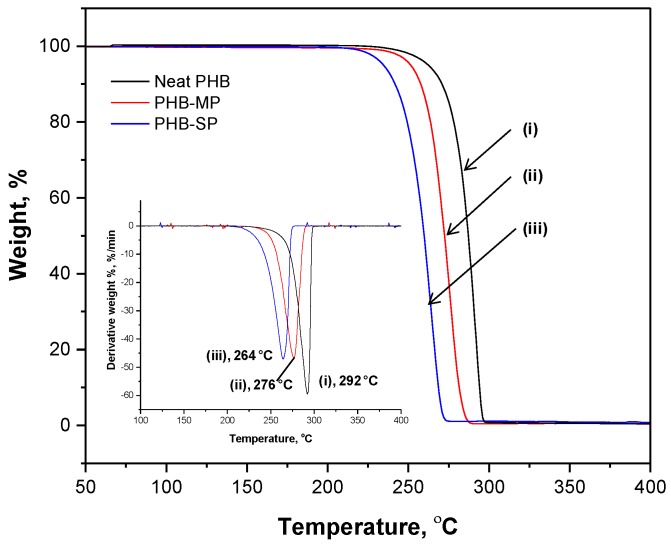 Weight, %
100
80
60
40
20
0
Neat PHB
PHB-MP
PHB-SP
(i)
(ii)
(iii)
Derivative weight %, %/min
0
-10
-20
-30
-40
-50
-60
(iii), 264 °C
(ii), 276 °C
(i), 292 °C
100 150 200 250 300 350 400
Temperature, °C
50 100 150 200 250 300 350 400
Temperature, °C